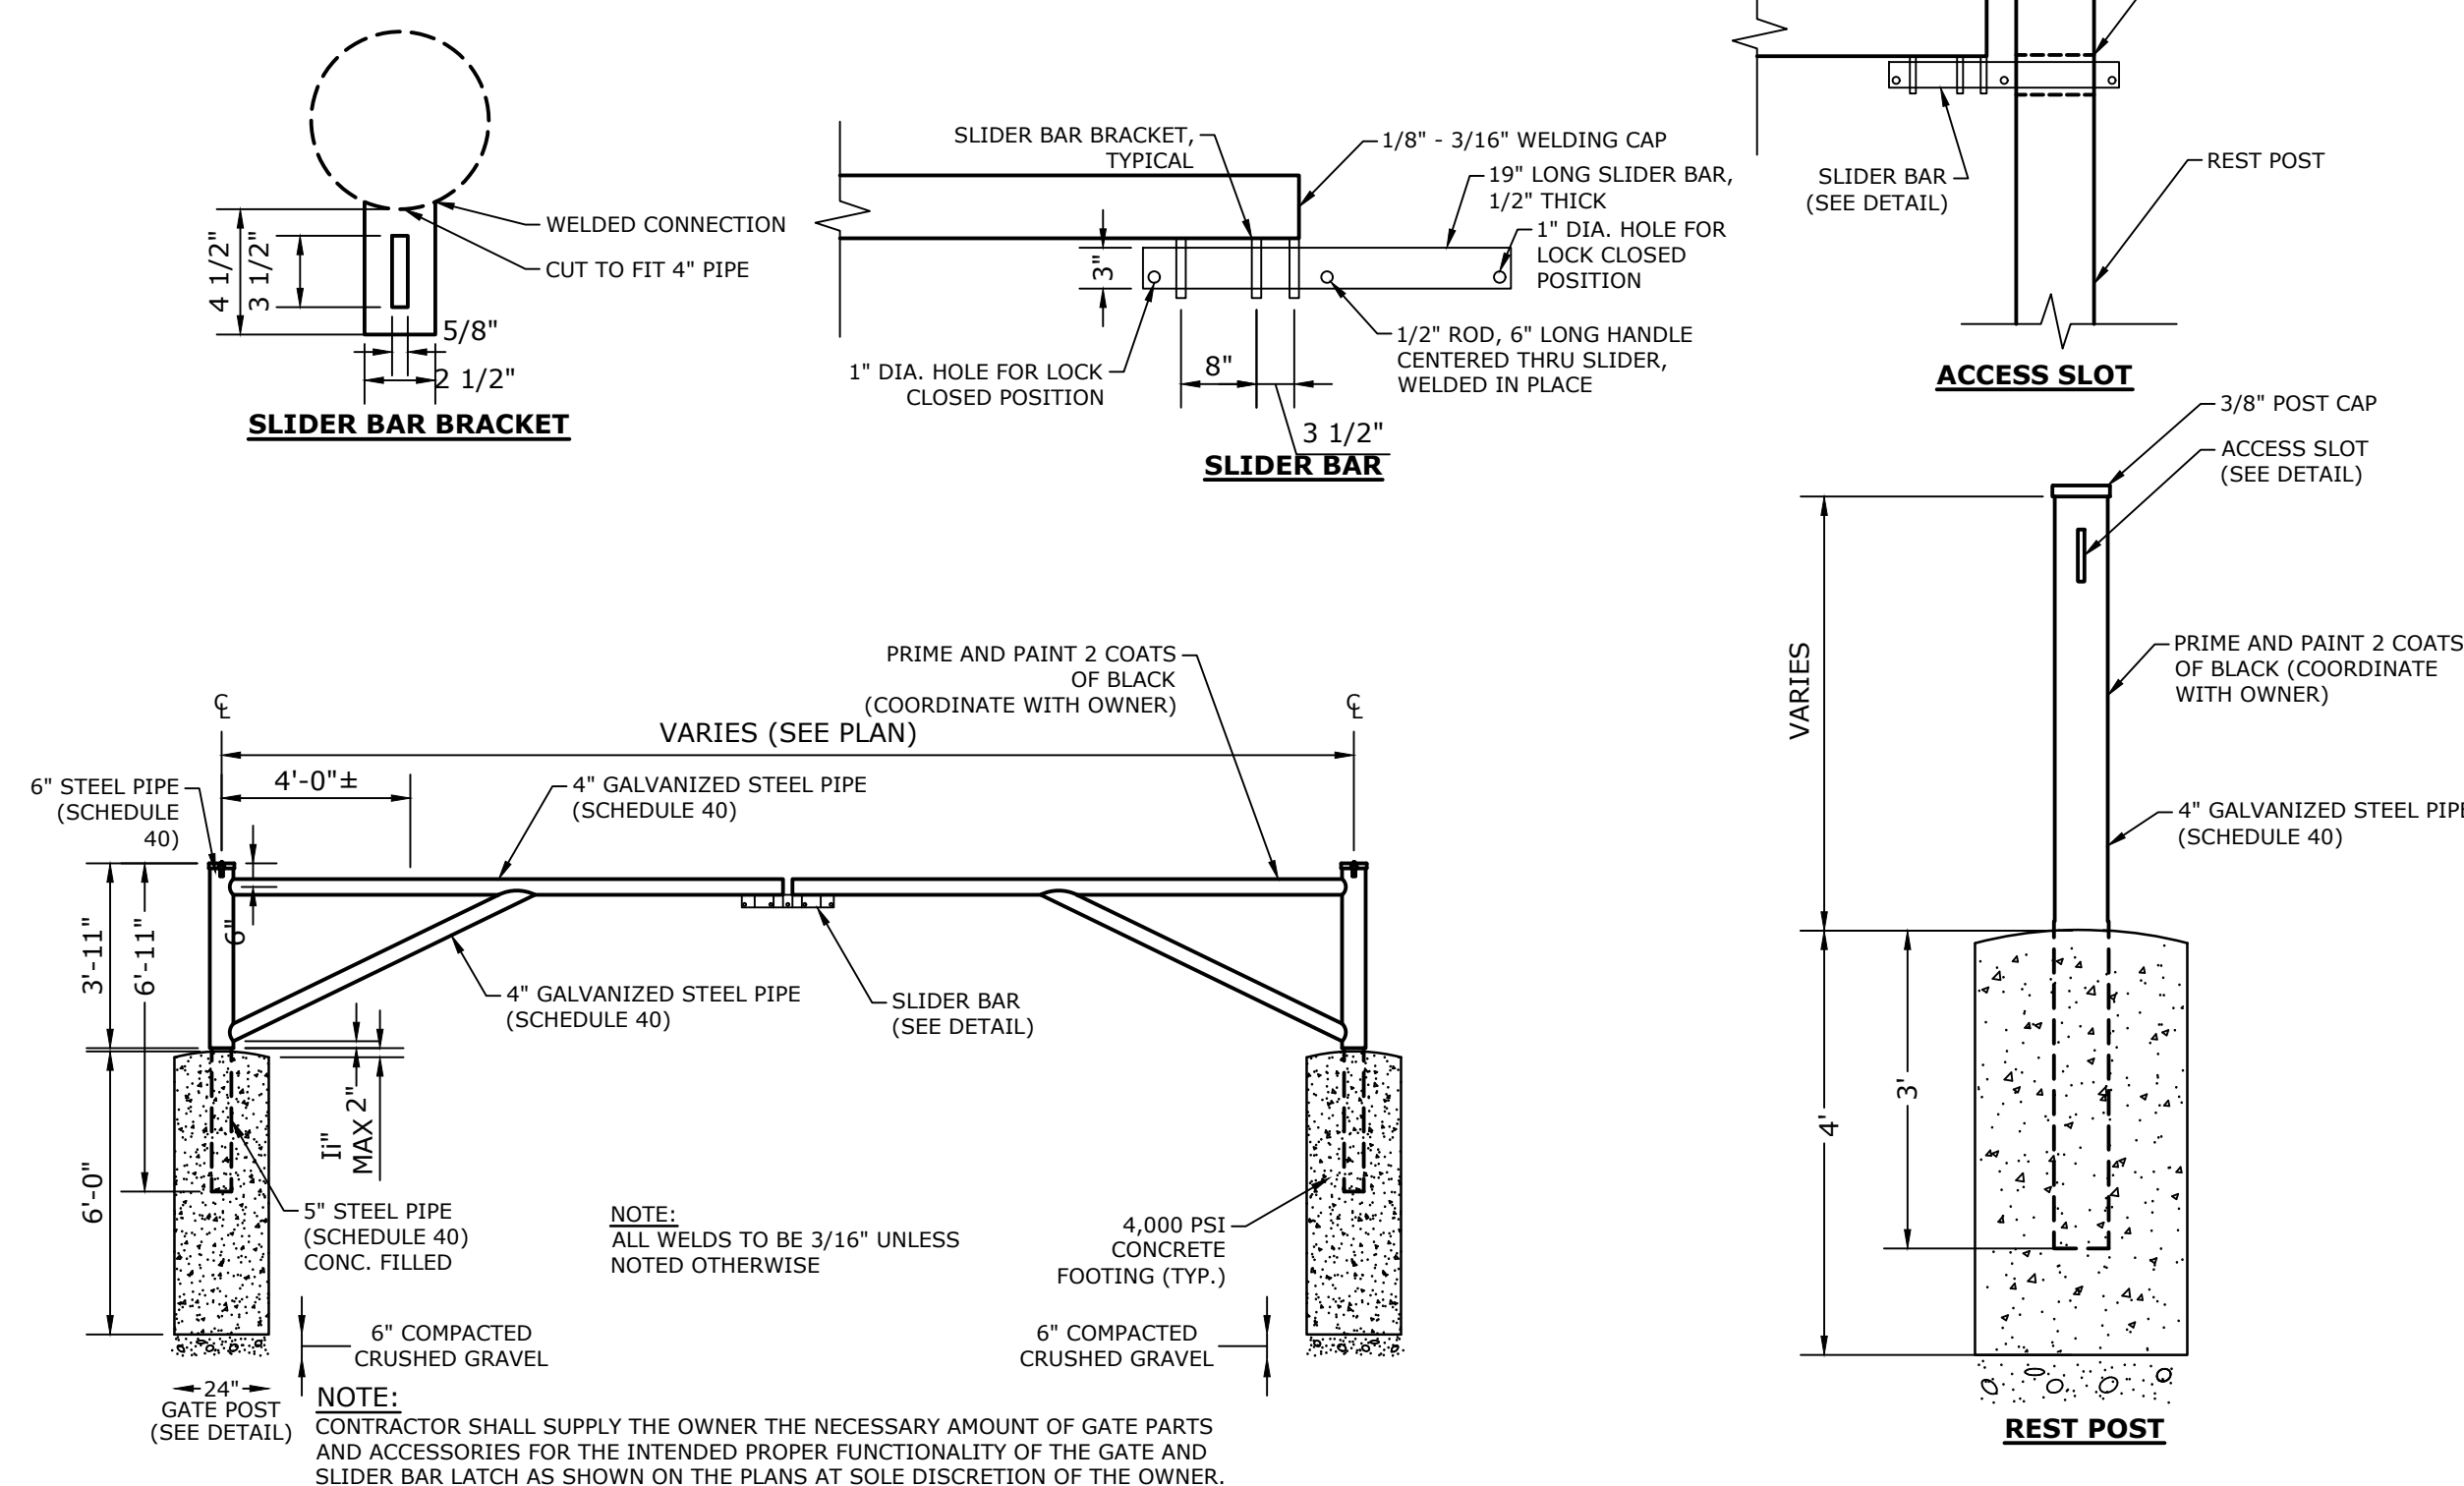 4 1/2"
3 1/2"
WELDED CONNECTION
CUT TO FIT 4" PIPE
5/8"
2 1/2"
SLIDER BAR BRACKET
SLIDER BAR BRACKET,
TYPICAL
1/8" - 3/16" WELDING CAP
19" LONG SLIDER BAR,
1/2" THICK
1" DIA. HOLE FOR
LOCK CLOSED
POSITION
3"
1/2" ROD, 6" LONG HANDLE
CENTERED THRU SLIDER,
WELDED IN PLACE
1" DIA. HOLE FOR LOCK
CLOSED POSITION
8"
3 1/2"
SLIDER BAR
SLIDER BAR
(SEE DETAIL)
REST POST
ACCESS SLOT
3/8" POST CAP
ACCESS SLOT
(SEE DETAIL)
VARIES
PRIME AND PAINT 2 COATS
OF BLACK (COORDINATE
WITH OWNER)
4" GALVANIZED STEEL PIPE
(SCHEDULE 40)
3'
4'
REST POST
PRIME AND PAINT 2 COATS
OF BLACK
(COORDINATE WITH OWNER)
℄
℄
VARIES (SEE PLAN)
6" STEEL PIPE
(SCHEDULE
40)
4'-0"±
4" GALVANIZED STEEL PIPE
(SCHEDULE 40)
3'-11"
6'-11"
6"
4" GALVANIZED STEEL PIPE
(SCHEDULE 40)
SLIDER BAR
(SEE DETAIL)
Ii"
MAX 2"
6'-0"
5" STEEL PIPE
(SCHEDULE 40)
CONC. FILLED
NOTE:
ALL WELDS TO BE 3/16" UNLESS
NOTED OTHERWISE
4,000 PSI
CONCRETE
FOOTING (TYP.)
6" COMPACTED
CRUSHED GRAVEL
6" COMPACTED
CRUSHED GRAVEL
24"
GATE POST
(SEE DETAIL)
NOTE:
CONTRACTOR SHALL SUPPLY THE OWNER THE NECESSARY AMOUNT OF GATE PARTS
AND ACCESSORIES FOR THE INTENDED PROPER FUNCTIONALITY OF THE GATE AND
SLIDER BAR LATCH AS SHOWN ON THE PLANS AT SOLE DISCRETION OF THE OWNER.